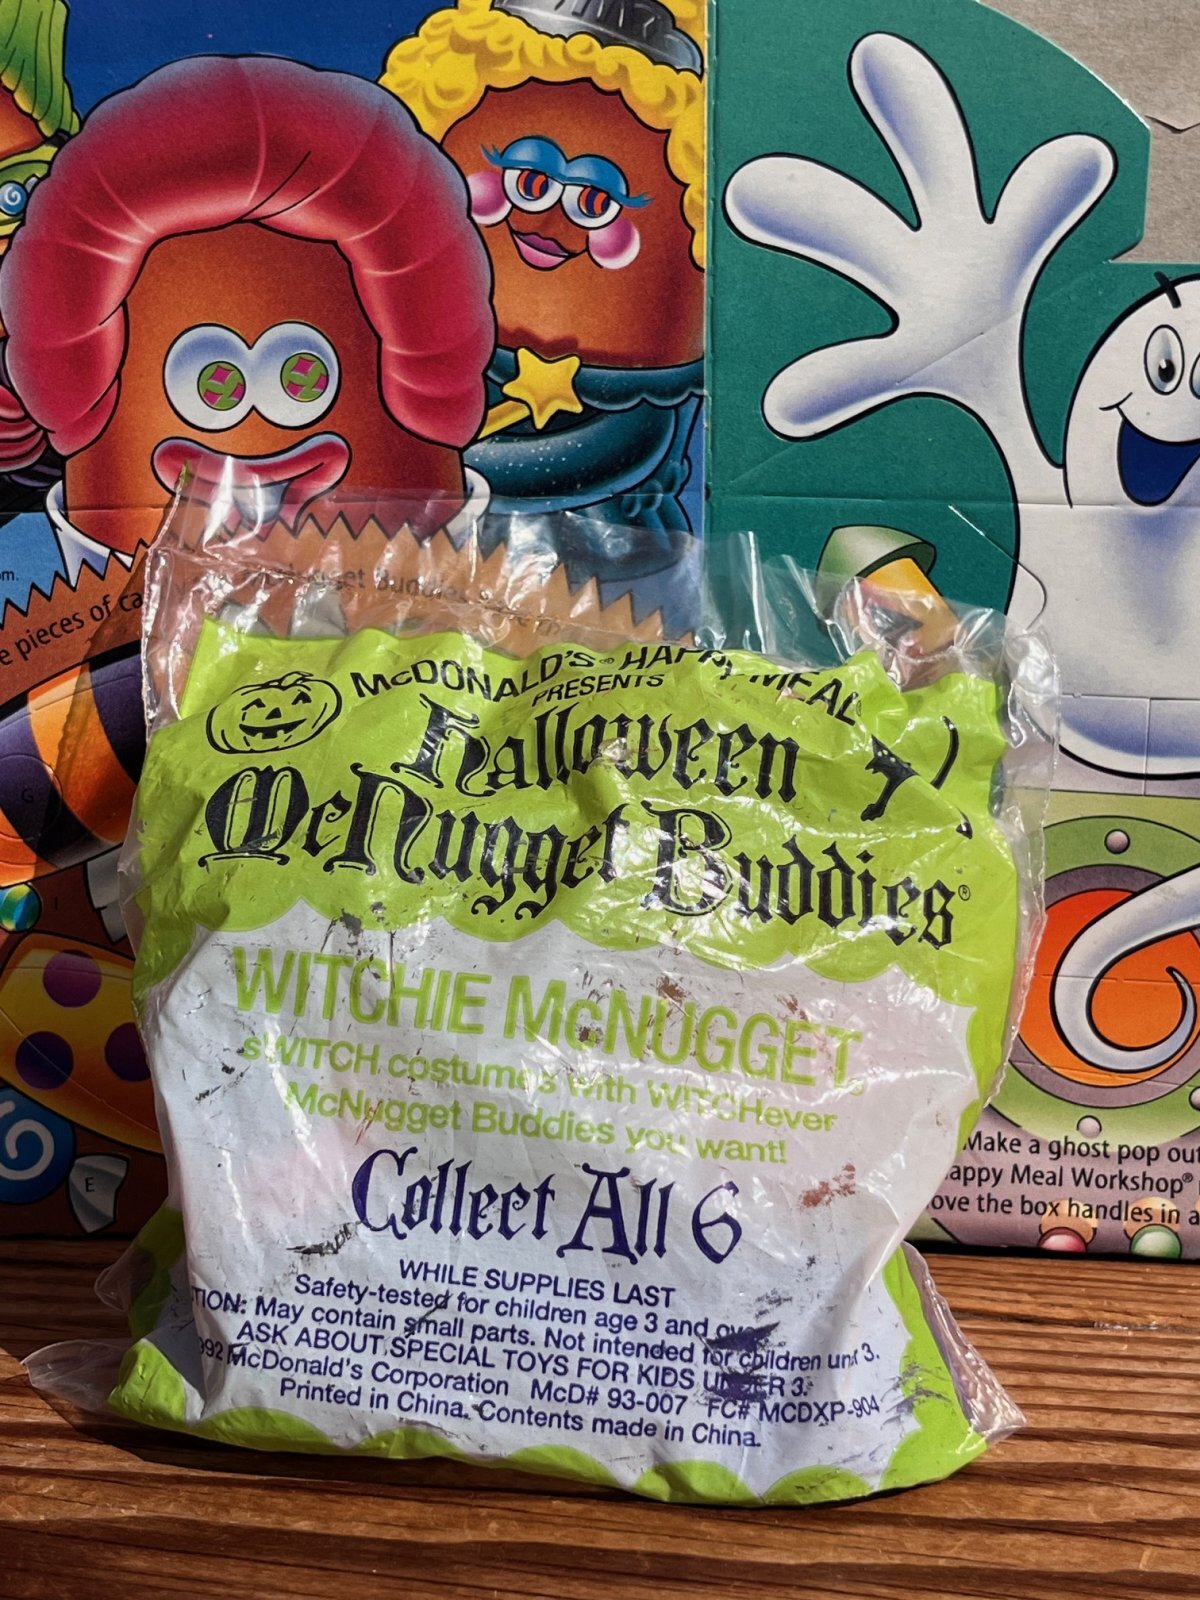 McDONALD'S® HAPPY MEAL
PRESENTS
Halloween
McNugget Buddies®
WITCHIE McNUGGET
sWITCH costumes with WITCHever
McNugget Buddies you want!
Collect All 6
WHILE SUPPLIES LAST
Safety-tested for children age 3 and
TION: May contain small parts. Not intended for children 3.
ASK ABOUT SPECIAL TOYS FOR KIDS UNDER 3.
992 McDonald's Corporation McD# 93-007 FC# MCDXP-904
Printed in China. Contents made in China.
om.
e pieces of ca
Buddies
G
I
E
Make a ghost pop out
appy Meal Workshop®
ove the box handles in a